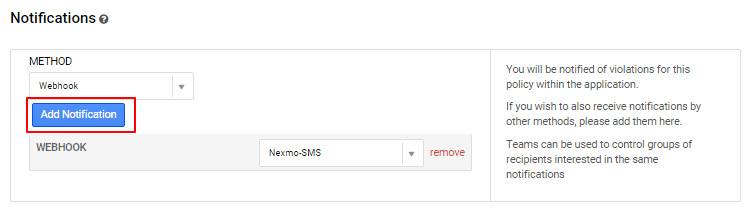 Notifications ?
METHOD
Webhook
Add Notification
WEBHOOK
Nexmo-SMS
remove
You will be notified of violations for this
policy within the application.
If you wish to also receive notifications by
other methods, please add them here.
Teams can be used to control groups of
recipients interested in the same
notifications